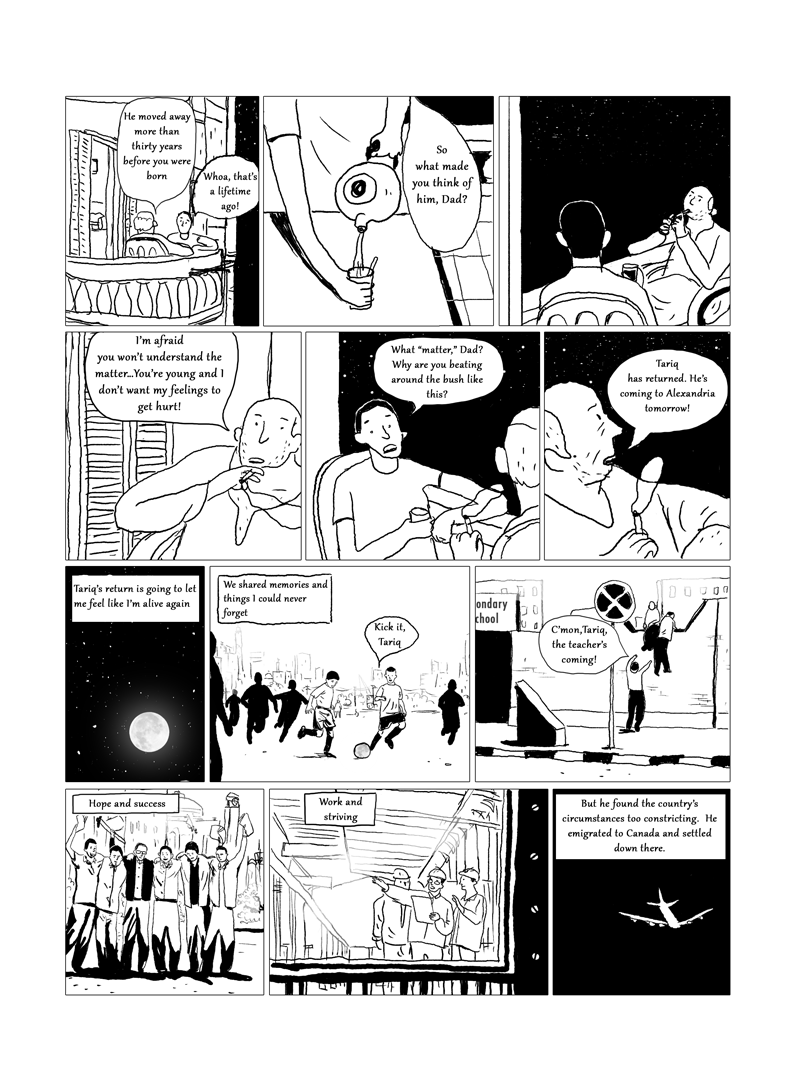 He moved away
more than
thirty years
before you were
born
Whoa, that's
a lifetime
ago!
So
what made
you think of
him, Dad?
I'm afraid
you won't understand the
matter...You're young and I
don't want my feelings to
get hurt!
What “matter,” Dad?
Why are you beating
around the bush like
this?
Tariq
has returned. He's
coming to Alexandria
tomorrow!
Tariq's return is going to let
me feel like I'm alive again
We shared memories and
things I could never
forget
Kick it,
Tariq
ondary
chool
C'mon,Tariq,
the teacher's
coming!
Hope and success
Work and
striving
But he found the country's
circumstances too constricting. He
emigrated to Canada and settled
down there.